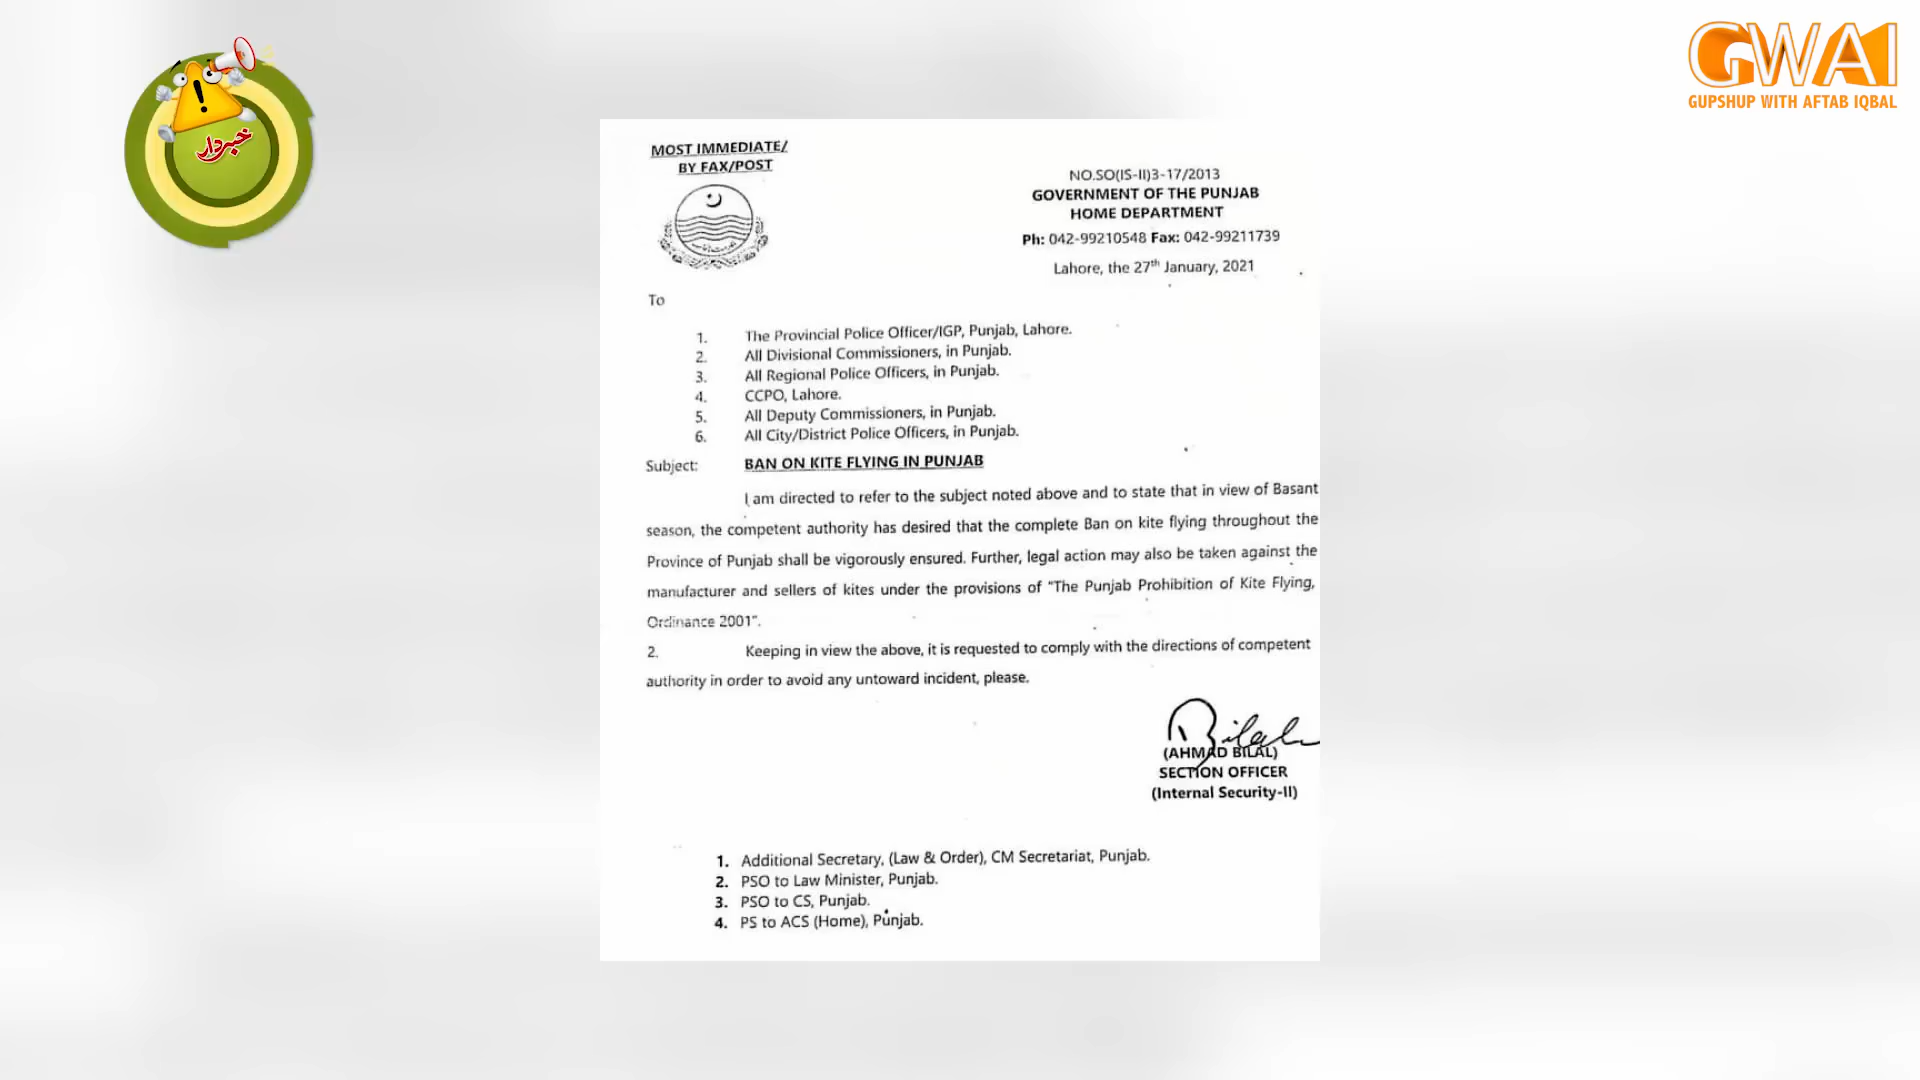 خبردار
GWAI
GUPSHUP WITH AFTAB IQBAL
MOST IMMEDIATE/
BY FAX/POST
NO.SO(IS-II)3-17/2013
GOVERNMENT OF THE PUNJAB
HOME DEPARTMENT
Ph: 042-99210548 Fax: 042-99211739
Lahore, the 27th January, 2021
To
1. The Provincial Police Officer/IGP, Punjab, Lahore.
2. All Divisional Commissioners, in Punjab.
3. All Regional Police Officers, in Punjab.
4. CCPO, Lahore.
5. All Deputy Commissioners, in Punjab.
6. All City/District Police Officers, in Punjab.
Subject: BAN ON KITE FLYING IN PUNJAB
I am directed to refer to the subject noted above and to state that in view of Basant
season, the competent authority has desired that the complete Ban on kite flying throughout the
Province of Punjab shall be vigorously ensured. Further, legal action may also be taken against the
manufacturer and sellers of kites under the provisions of "The Punjab Prohibition of Kite Flying,
Ordinance 2001".
2. Keeping in view the above, it is requested to comply with the directions of competent
authority in order to avoid any untoward incident, please.
Bilal
(AHMAD BILAL)
SECTION OFFICER
(Internal Security-II)
1. Additional Secretary, (Law & Order), CM Secretariat, Punjab.
2. PSO to Law Minister, Punjab.
3. PSO to CS, Punjab.
4. PS to ACS (Home), Punjab.